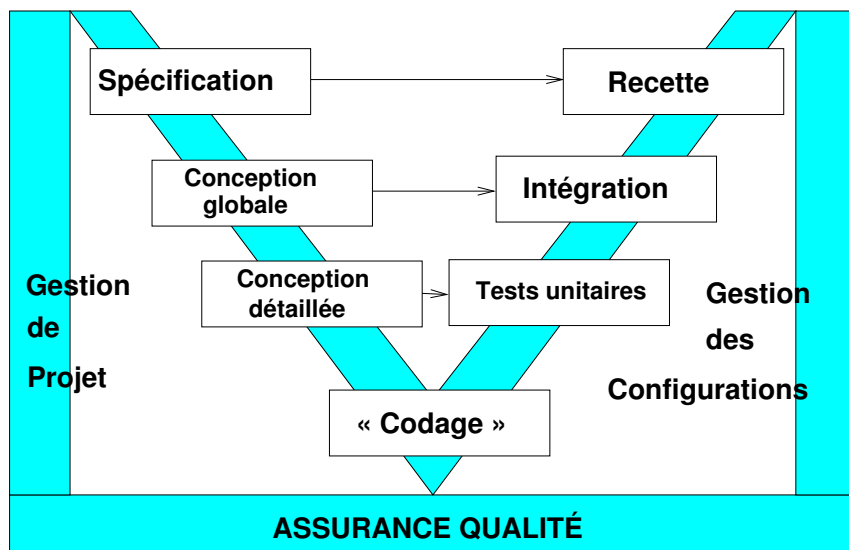 Spécification
Recette
Conception
globale
Intégration
Conception
détaillée
Tests unitaires
Gestion
de
Projet
Gestion
des
Configurations
« Codage »
ASSURANCE QUALITÉ